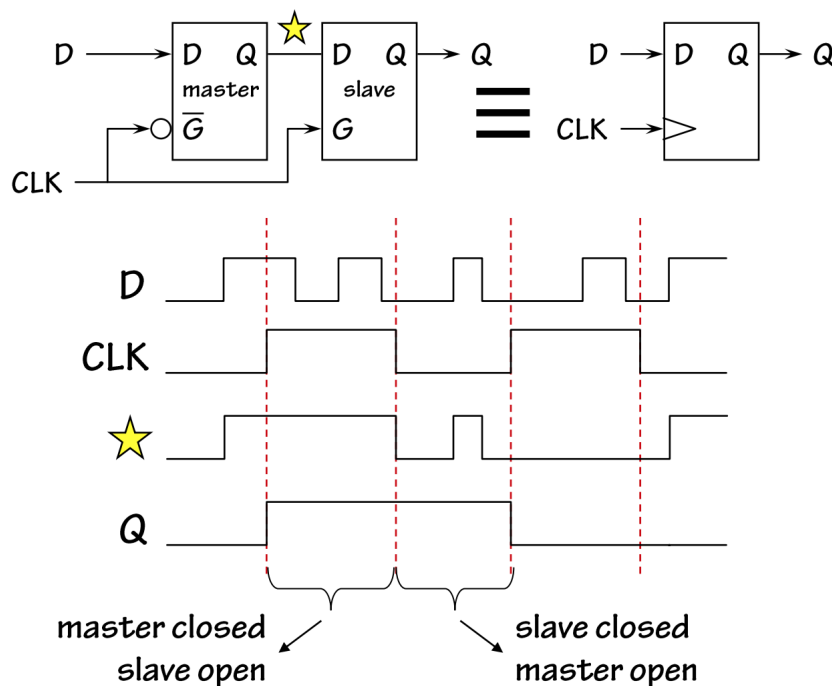 D
D Q
master
G
D Q
slave
G
Q
CLK
D
D Q
Q
CLK
D
CLK
Q
master closed
slave open
slave closed
master open